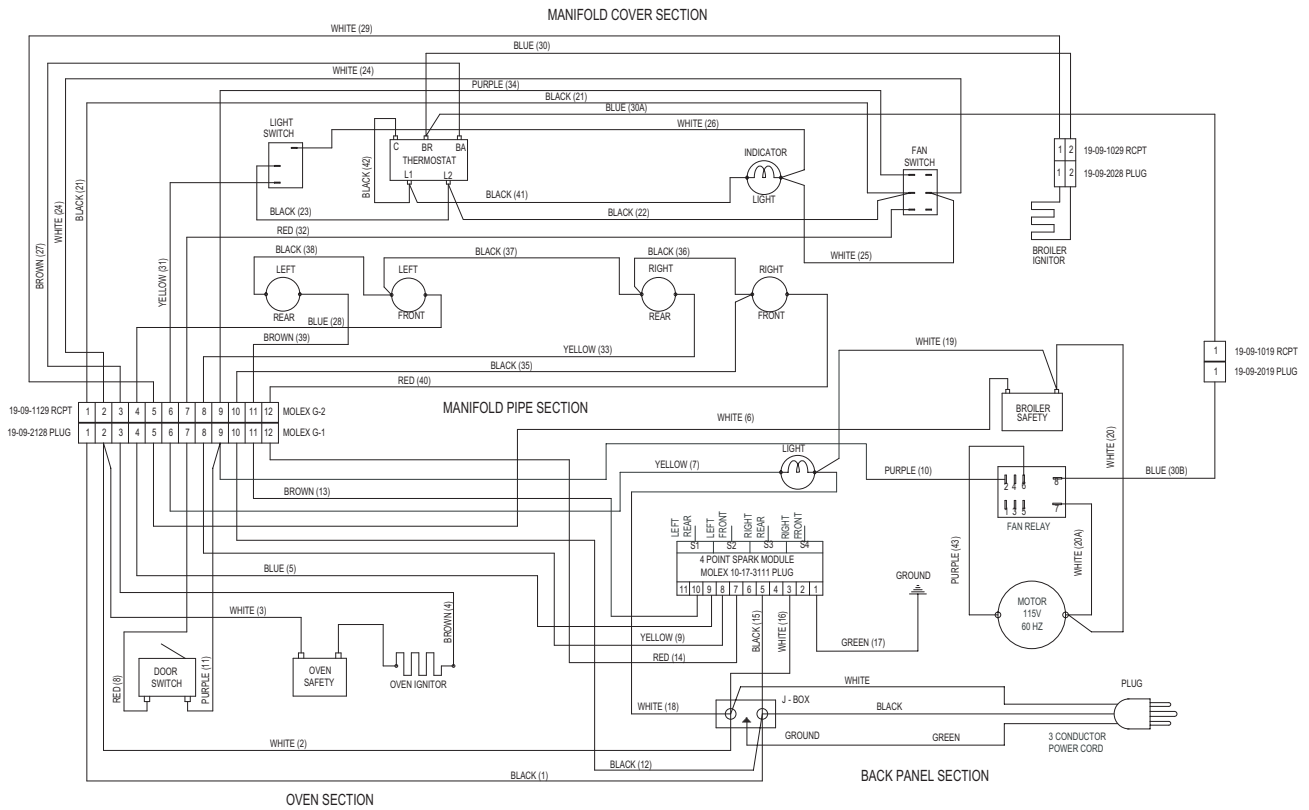 MANIFOLD COVER SECTION
WHITE (29)
BLUE (30)
WHITE (24)
PURPLE (34)
BLACK (21)
BLUE (30A)
LIGHT
SWITCH
WHITE (26)
C BR BA
THERMOSTAT
L1 L2
BLACK (42)
INDICATOR
LIGHT
FAN
SWITCH
1 2
19-09-1029 RCPT
1 2
19-09-2028 PLUG
BLACK (41)
BLACK (23)
BLACK (22)
RED (32)
WHITE (25)
BROILER
IGNITOR
BROWN (27)
WHITE (24)
BLACK (21)
YELLOW (31)
BLACK (38)
BLACK (37)
BLACK (36)
LEFT
REAR
LEFT
FRONT
RIGHT
REAR
RIGHT
FRONT
BLUE (28)
BROWN (39)
YELLOW (33)
BLACK (35)
RED (40)
WHITE (19)
1
19-09-1019 RCPT
1
19-09-2019 PLUG
19-09-1129 RCPT
1 2 3 4 5 6 7 8 9 10 11 12
MOLEX G-2
19-09-2128 PLUG
1 2 3 4 5 6 7 8 9 10 11 12
MOLEX G-1
MANIFOLD PIPE SECTION
BROILER
SAFETY
WHITE (6)
LIGHT
WHITE (20)
YELLOW (7)
PURPLE (10)
BLUE (30B)
BROWN (13)
2 4 6 8
1 3 5 7
FAN RELAY
LEFT
REAR
LEFT
FRONT
RIGHT
REAR
RIGHT
FRONT
S1 S2 S3 S4
4 POINT SPARK MODULE
MOLEX 10-17-3111 PLUG
11 10 9 8 7 6 5 4 3 2 1
PURPLE (43)
WHITE (20A)
GROUND
BLUE (5)
MOTOR
115V
60 HZ
WHITE (3)
BROWN (4)
BLACK (15)
WHITE (16)
YELLOW (9)
GREEN (17)
RED (14)
DOOR
SWITCH
RED (8)
PURPLE (11)
OVEN
SAFETY
OVEN IGNITOR
WHITE
PLUG
J - BOX
WHITE (18)
BLACK
GROUND
GREEN
3 CONDUCTOR
POWER CORD
WHITE (2)
BLACK (12)
BLACK (1)
BACK PANEL SECTION
OVEN SECTION